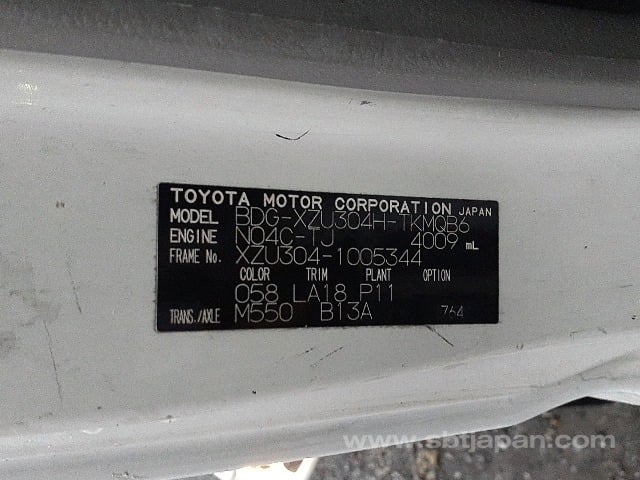 TOYOTA MOTOR CORPORATION JAPAN
MODEL BDG-XZU304H-TKMQB6
ENGINE N04C-TJ 4009 mL
FRAME No. XZU304-1005344
COLOR TRIM PLANT OPTION
058 LA18 P11
TRANS./AXLE M550 B13A 764
www.sbtjapan.com